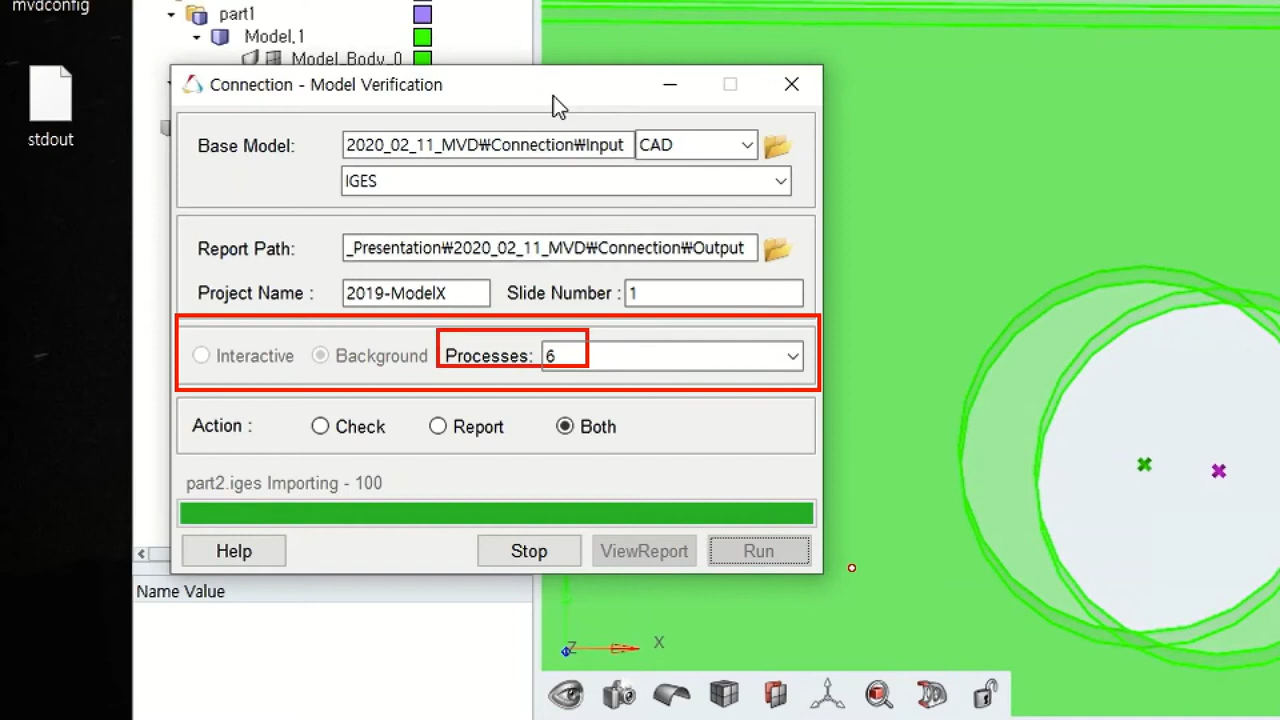 mvdconfig
stdout
part1
Model.1
Model_Body_0
Connection - Model Verification
Base Model: 2020_02_11_MVD₩Connection₩Input CAD
IGES
Report Path: _Presentation₩2020_02_11_MVD₩Connection₩Output
Project Name : 2019-ModelX Slide Number : 1
Interactive Background Processes: 6
Action : Check Report Both
part2.iges Importing - 100
Help Stop ViewReport Run
Name Value
Z X